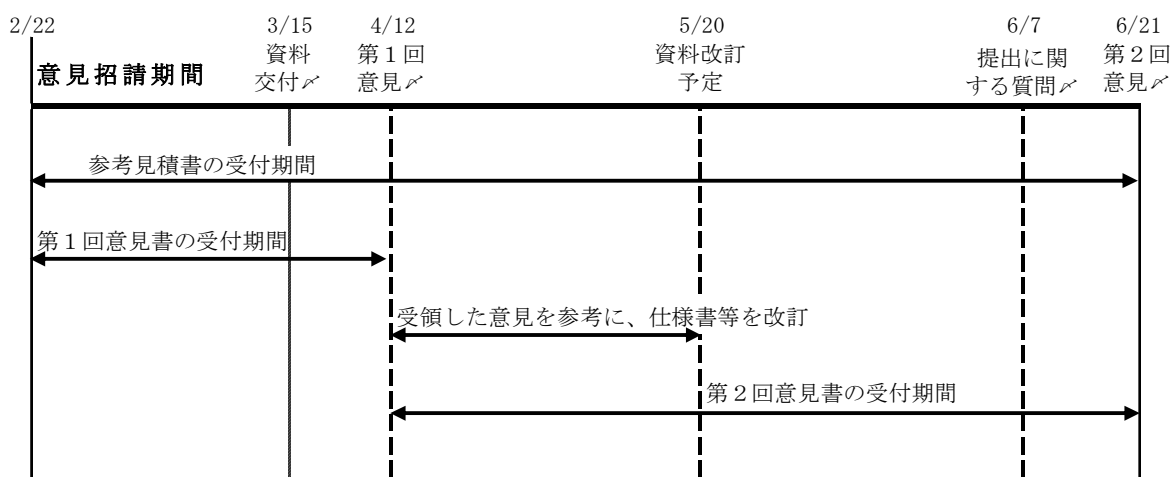 2/22
3/15
資料
交付〆
4/12
第１回
意見〆
5/20
資料改訂
予定
6/7
提出に関
する質問〆
6/21
第２回
意見〆
意見招請期間
参考見積書の受付期間
第１回意見書の受付期間
受領した意見を参考に、仕様書等を改訂
第２回意見書の受付期間